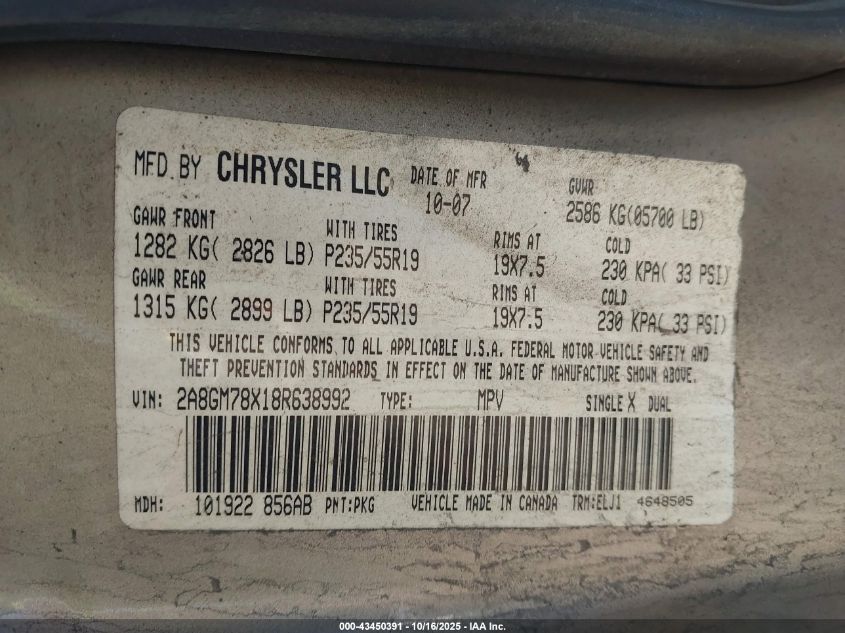 MFD BY CHRYSLER LLC DATE OF MFR GVWR
10-07 2586 KG(05700 LB)
GAWR FRONT WITH TIRES RIMS AT COLD
1282 KG( 2826 LB) P235/55R19 19X7.5 230 KPA( 33 PSI)
GAWR REAR WITH TIRES RIMS AT COLD
1315 KG( 2899 LB) P235/55R19 19X7.5 230 KPA( 33 PSI)
THIS VEHICLE CONFORMS TO ALL APPLICABLE U.S.A. FEDERAL MOTOR VEHICLE SAFETY AND
THEFT PREVENTION STANDARDS IN EFFECT ON THE DATE OF MANUFACTURE SHOWN ABOVE.
VIN: 2A8GM78X18R638992 TYPE: MPV SINGLE X DUAL
MDH: 101922 856AB PNT:PKG VEHICLE MADE IN CANADA TRM:ELJ1 4648505
000-43450391 - 10/16/2025 - IAA Inc.